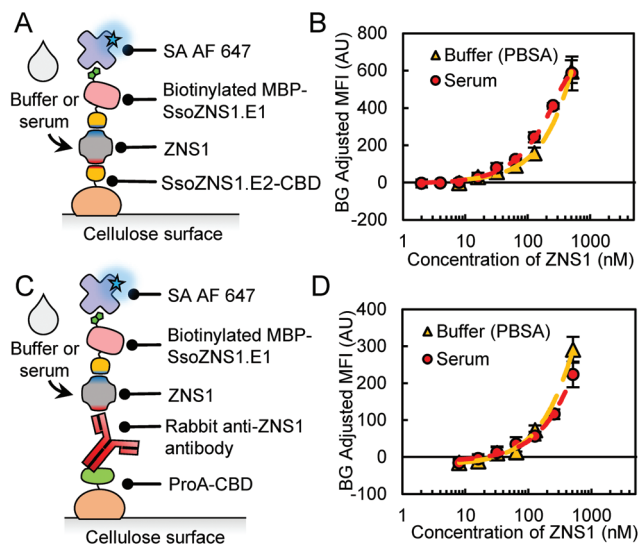 A
SA AF 647
Biotinylated MBP-
SsoZNS1.E1
Buffer or
serum
ZNS1
SsoZNS1.E2-CBD
Cellulose surface
B
BG Adjusted MFI (AU)
800
600
400
200
0
-200
Buffer (PBSA)
Serum
1 10 100 1000
Concentration of ZNS1 (nM)
C
SA AF 647
Biotinylated MBP-
SsoZNS1.E1
Buffer or
serum
ZNS1
Rabbit anti-ZNS1
antibody
ProA-CBD
Cellulose surface
D
BG Adjusted MFI (AU)
400
300
200
100
0
-100
Buffer (PBSA)
Serum
1 10 100 1000
Concentration of ZNS1 (nM)